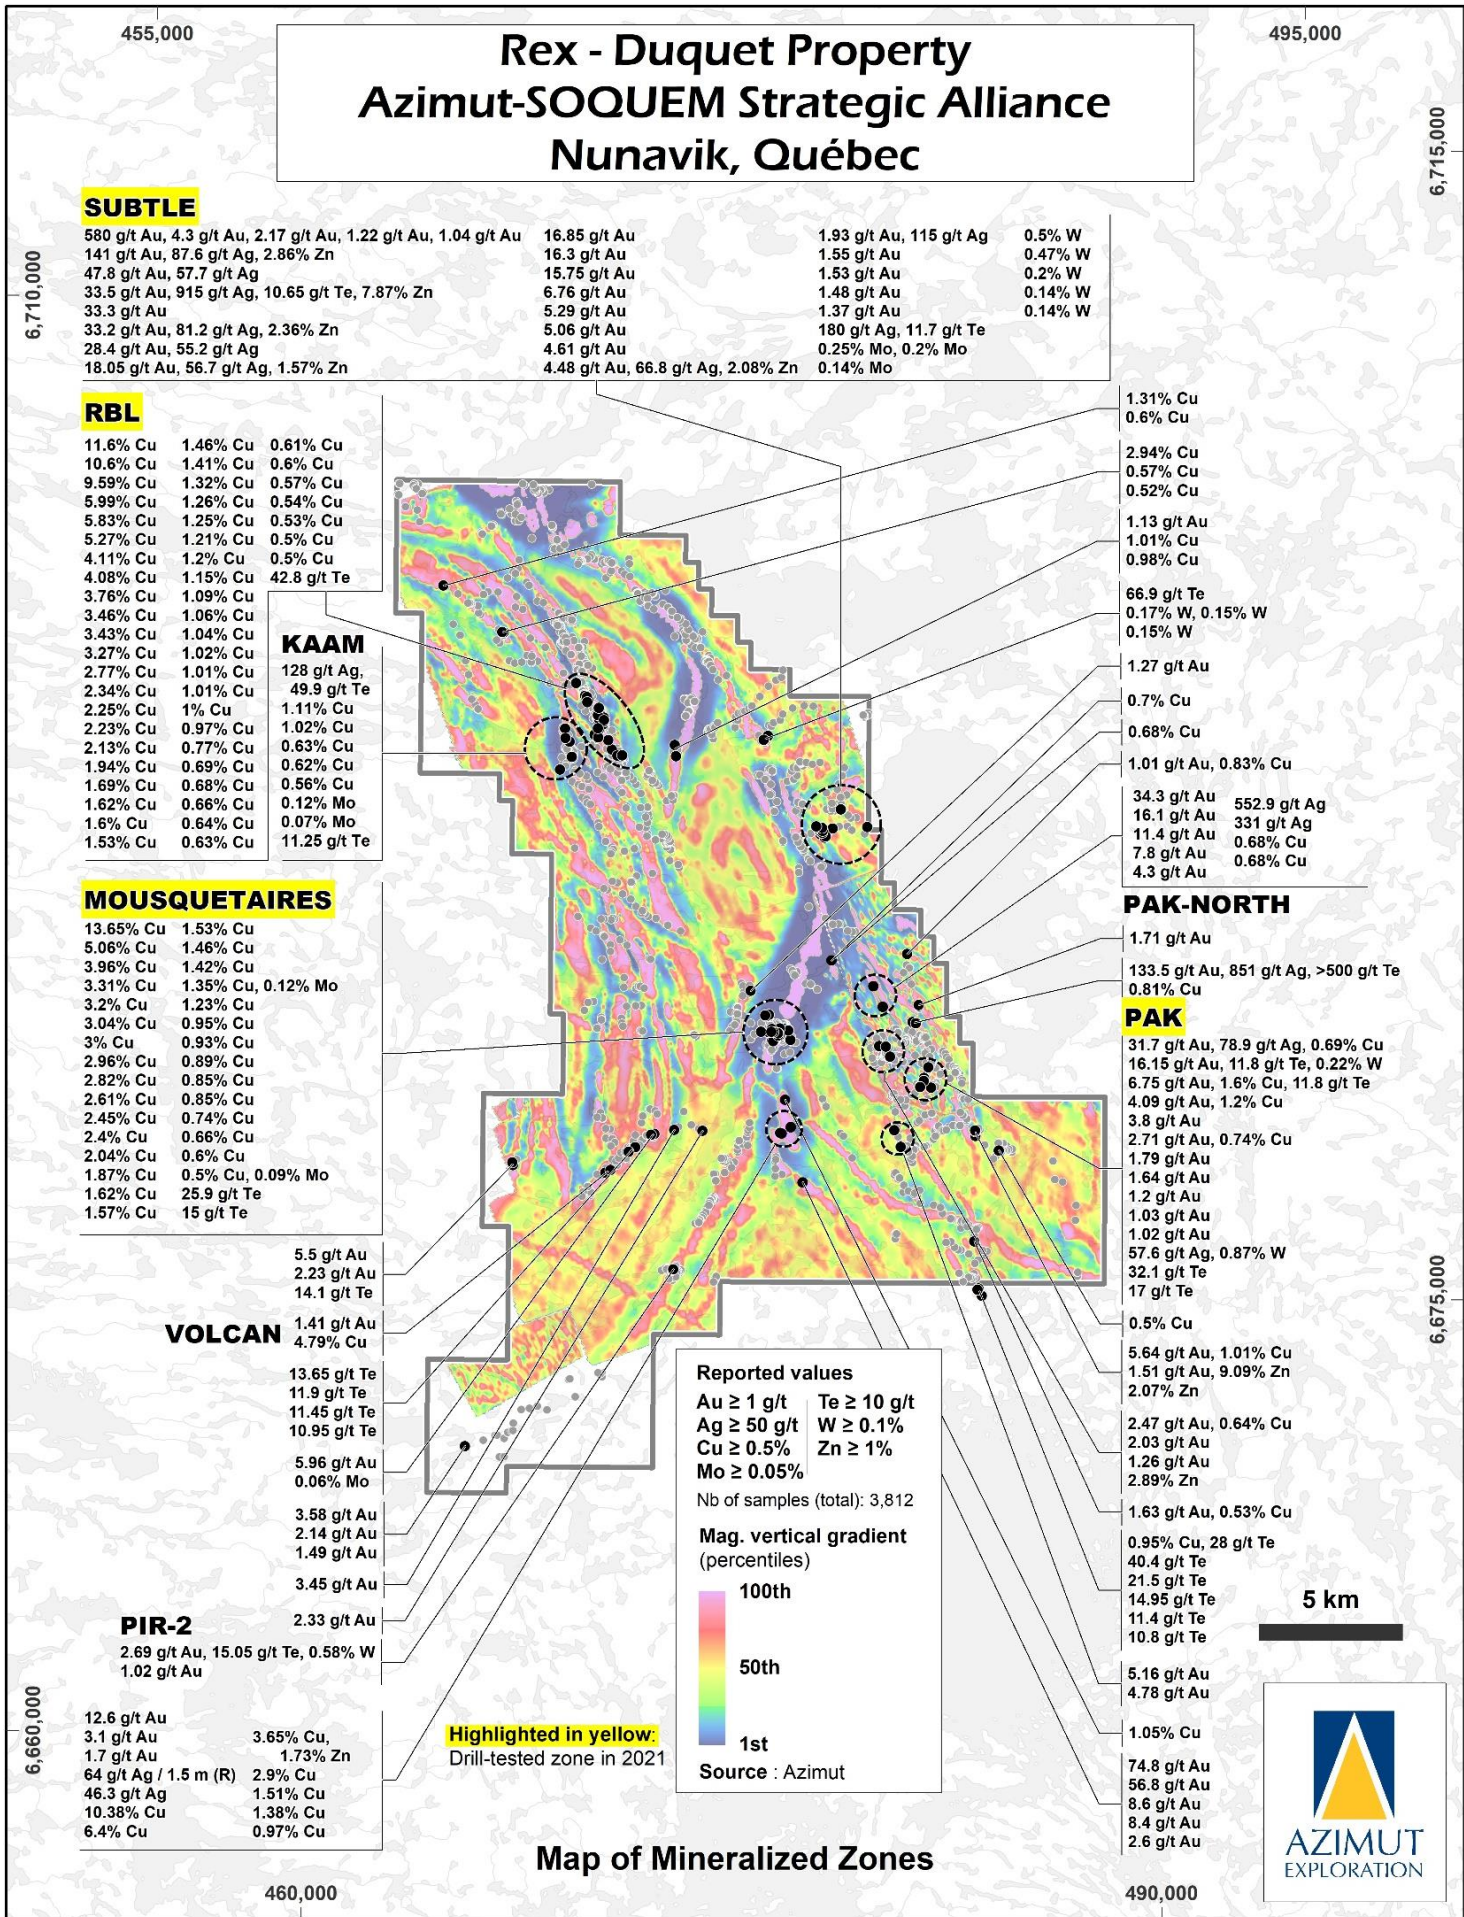 455,000
495,000
Rex - Duquet Property
Azimut-SOQUEM Strategic Alliance
Nunavik, Québec
6,715,000
6,710,000
SUBTLE
580 g/t Au, 4.3 g/t Au, 2.17 g/t Au, 1.22 g/t Au, 1.04 g/t Au
141 g/t Au, 87.6 g/t Ag, 2.86% Zn
47.8 g/t Au, 57.7 g/t Ag
33.5 g/t Au, 915 g/t Ag, 10.65 g/t Te, 7.87% Zn
33.3 g/t Au
33.2 g/t Au, 81.2 g/t Ag, 2.36% Zn
28.4 g/t Au, 55.2 g/t Ag
18.05 g/t Au, 56.7 g/t Ag, 1.57% Zn
16.85 g/t Au
16.3 g/t Au
15.75 g/t Au
6.76 g/t Au
5.29 g/t Au
5.06 g/t Au
4.61 g/t Au
4.48 g/t Au, 66.8 g/t Ag, 2.08% Zn
1.93 g/t Au, 115 g/t Ag
1.55 g/t Au
1.53 g/t Au
1.48 g/t Au
1.37 g/t Au
180 g/t Ag, 11.7 g/t Te
0.25% Mo, 0.2% Mo
0.14% Mo
0.5% W
0.47% W
0.2% W
0.14% W
0.14% W
RBL
11.6% Cu
10.6% Cu
9.59% Cu
5.99% Cu
5.83% Cu
5.27% Cu
4.11% Cu
4.08% Cu
3.76% Cu
3.46% Cu
3.43% Cu
3.27% Cu
2.77% Cu
2.34% Cu
2.25% Cu
2.23% Cu
2.13% Cu
1.94% Cu
1.69% Cu
1.62% Cu
1.6% Cu
1.53% Cu
1.46% Cu
1.41% Cu
1.32% Cu
1.26% Cu
1.25% Cu
1.21% Cu
1.2% Cu
1.15% Cu
1.09% Cu
1.06% Cu
1.04% Cu
1.02% Cu
1.01% Cu
1.01% Cu
1% Cu
0.97% Cu
0.77% Cu
0.69% Cu
0.68% Cu
0.66% Cu
0.64% Cu
0.63% Cu
0.61% Cu
0.6% Cu
0.57% Cu
0.54% Cu
0.53% Cu
0.5% Cu
0.5% Cu
42.8 g/t Te
KAAM
128 g/t Ag,
49.9 g/t Te
1.11% Cu
1.02% Cu
0.63% Cu
0.62% Cu
0.56% Cu
0.12% Mo
0.07% Mo
11.25 g/t Te
MOUSQUETAIRES
13.65% Cu
5.06% Cu
3.96% Cu
3.31% Cu
3.2% Cu
3.04% Cu
3% Cu
2.96% Cu
2.82% Cu
2.61% Cu
2.45% Cu
2.4% Cu
2.04% Cu
1.87% Cu
1.62% Cu
1.57% Cu
1.53% Cu
1.46% Cu
1.42% Cu
1.35% Cu, 0.12% Mo
1.23% Cu
0.95% Cu
0.93% Cu
0.89% Cu
0.85% Cu
0.85% Cu
0.74% Cu
0.66% Cu
0.6% Cu
0.5% Cu, 0.09% Mo
25.9 g/t Te
15 g/t Te
5.5 g/t Au
2.23 g/t Au
14.1 g/t Te
VOLCAN
1.41 g/t Au
4.79% Cu
13.65 g/t Te
11.9 g/t Te
11.45 g/t Te
10.95 g/t Te
5.96 g/t Au
0.06% Mo
3.58 g/t Au
2.14 g/t Au
1.49 g/t Au
3.45 g/t Au
2.33 g/t Au
PIR-2
2.69 g/t Au, 15.05 g/t Te, 0.58% W
1.02 g/t Au
12.6 g/t Au
3.1 g/t Au
1.7 g/t Au
64 g/t Ag / 1.5 m (R)
46.3 g/t Ag
10.38% Cu
6.4% Cu
3.65% Cu,
1.73% Zn
2.9% Cu
1.51% Cu
1.38% Cu
0.97% Cu
1.31% Cu
0.6% Cu
2.94% Cu
0.57% Cu
0.52% Cu
1.13 g/t Au
1.01% Cu
0.98% Cu
66.9 g/t Te
0.17% W, 0.15% W
0.15% W
1.27 g/t Au
0.7% Cu
0.68% Cu
1.01 g/t Au, 0.83% Cu
34.3 g/t Au
16.1 g/t Au
11.4 g/t Au
7.8 g/t Au
4.3 g/t Au
552.9 g/t Ag
331 g/t Ag
0.68% Cu
0.68% Cu
PAK-NORTH
1.71 g/t Au
133.5 g/t Au, 851 g/t Ag, >500 g/t Te
0.81% Cu
PAK
31.7 g/t Au, 78.9 g/t Ag, 0.69% Cu
16.15 g/t Au, 11.8 g/t Te, 0.22% W
6.75 g/t Au, 1.6% Cu, 11.8 g/t Te
4.09 g/t Au, 1.2% Cu
3.8 g/t Au
2.71 g/t Au, 0.74% Cu
1.79 g/t Au
1.64 g/t Au
1.2 g/t Au
1.03 g/t Au
1.02 g/t Au
57.6 g/t Ag, 0.87% W
32.1 g/t Te
17 g/t Te
0.5% Cu
5.64 g/t Au, 1.01% Cu
1.51 g/t Au, 9.09% Zn
2.07% Zn
2.47 g/t Au, 0.64% Cu
2.03 g/t Au
1.26 g/t Au
2.89% Zn
1.63 g/t Au, 0.53% Cu
0.95% Cu, 28 g/t Te
40.4 g/t Te
21.5 g/t Te
14.95 g/t Te
11.4 g/t Te
10.8 g/t Te
5.16 g/t Au
4.78 g/t Au
1.05% Cu
74.8 g/t Au
56.8 g/t Au
8.6 g/t Au
8.4 g/t Au
2.6 g/t Au
6,675,000
Reported values
Au ≥ 1 g/t
Ag ≥ 50 g/t
Cu ≥ 0.5%
Mo ≥ 0.05%
Te ≥ 10 g/t
W ≥ 0.1%
Zn ≥ 1%
Nb of samples (total): 3,812
Mag. vertical gradient
(percentiles)
100th
50th
1st
Source : Azimut
Highlighted in yellow:
Drill-tested zone in 2021
5 km
AZIMUT
EXPLORATION
Map of Mineralized Zones
6,660,000
460,000
490,000